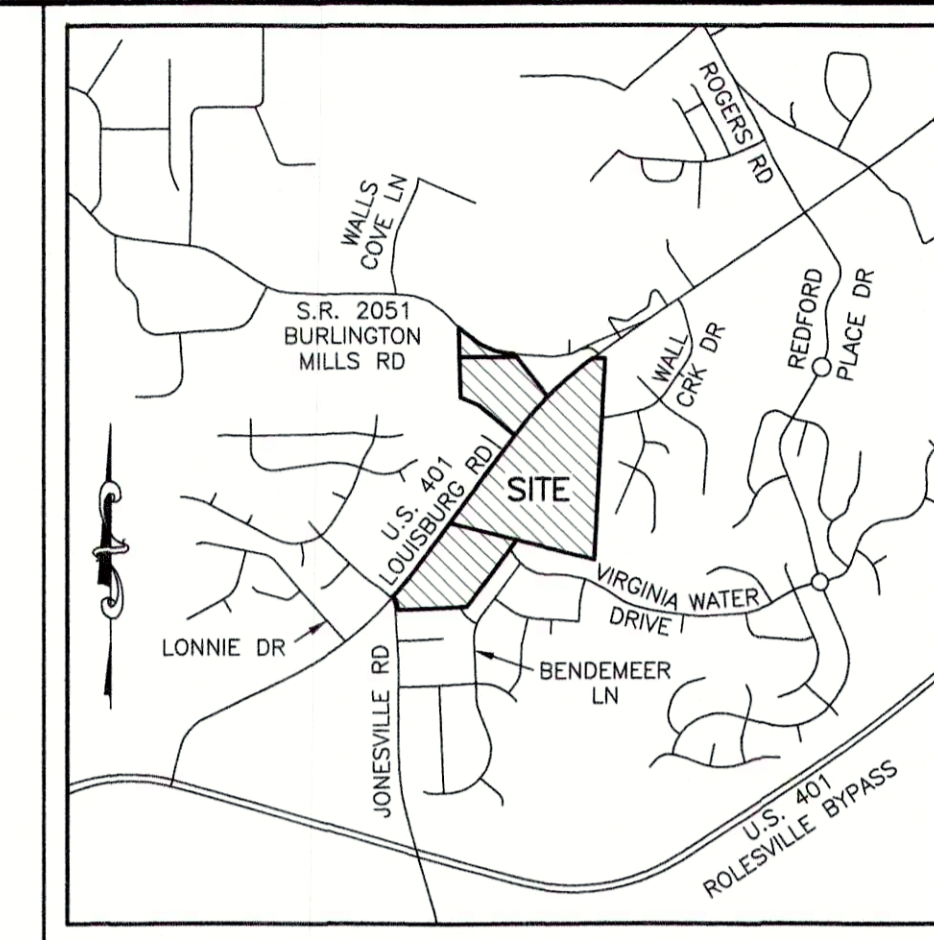 ROGERS RD
WALLS
COVE LN
S.R. 2051
BURLINGTON
MILLS RD
REDFORD
PLACE DR
WALL
CRK DR
U.S. 401
LOUISBURG RD
SITE
VIRGINIA WATER
DRIVE
LONNIE DR
BENDEMEER
LN
JONESVILLE RD
U.S. 401
ROLESVILLE BYPASS